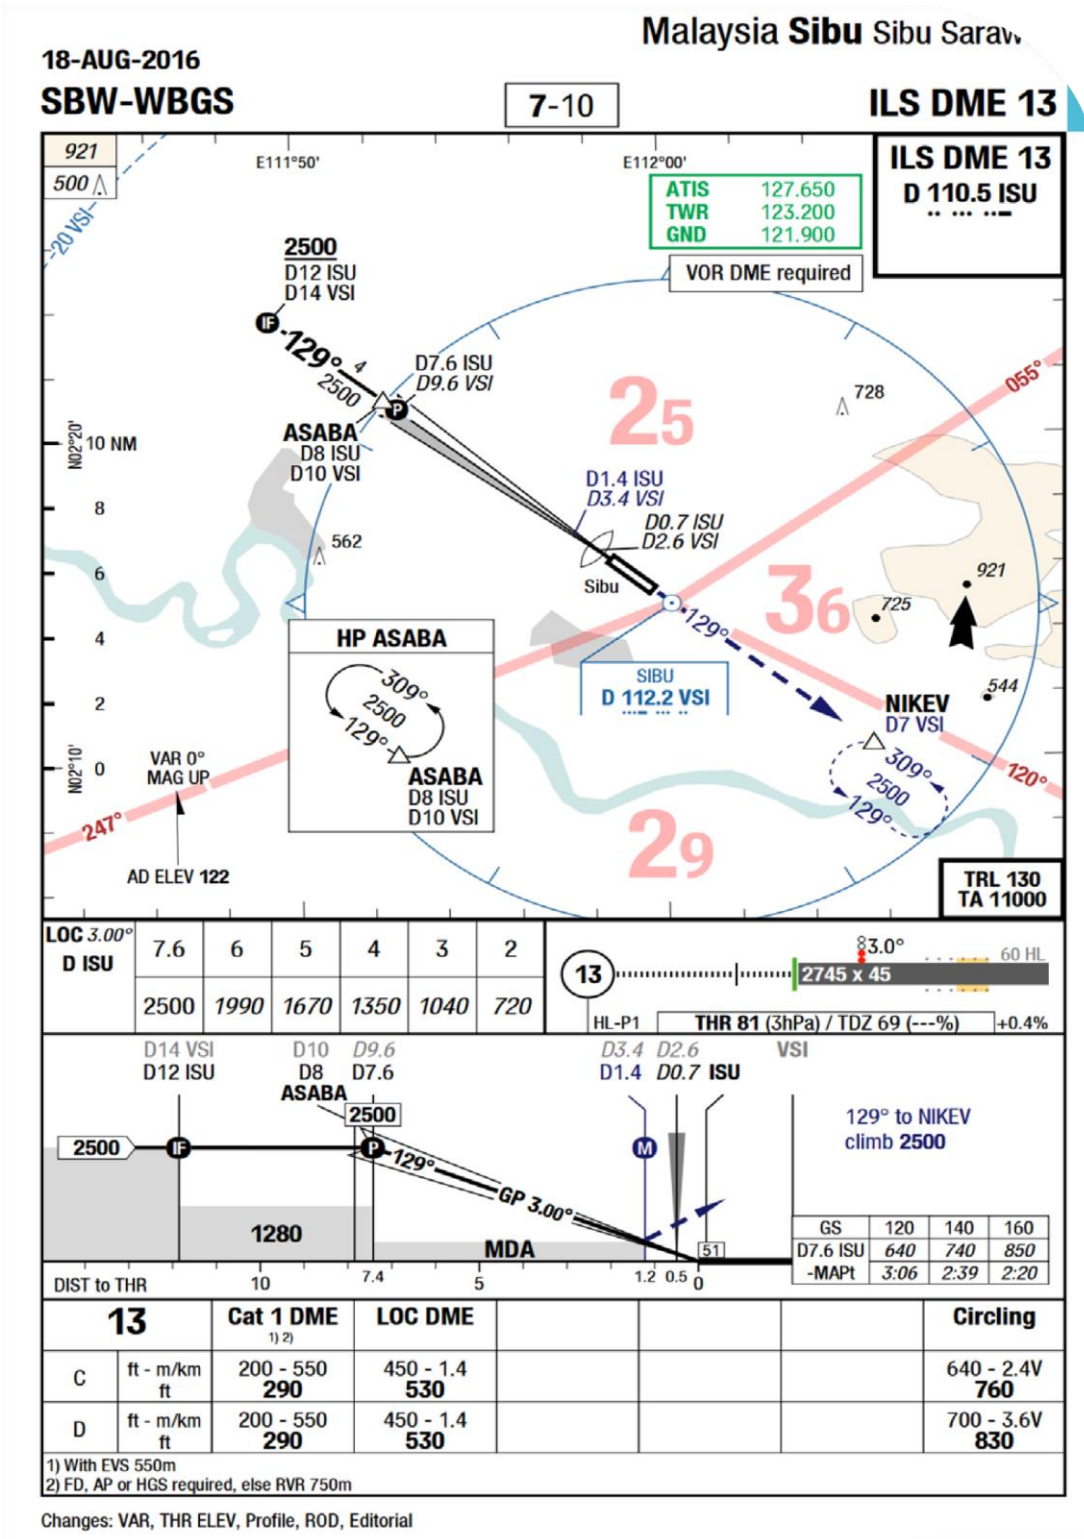 Malaysia Sibu Sibu Saraw
18-AUG-2016
SBW-WBGS
7-10
ILS DME 13
921
500
E111°50'
E112°00'
ILS DME 13
D 110.5 ISU
ATIS 127.650
TWR 123.200
GND 121.900
VOR DME required
20 VSI
2500
D12 ISU
D14 VSI
IF
129°
4
2500
D7.6 ISU
D9.6 VSI
P
055°
25
728
ASABA
D8 ISU
D10 VSI
N02°20'
10 NM
8
6
4
2
0
N02°10'
D1.4 ISU
D3.4 VSI
D0.7 ISU
D2.6 VSI
562
Sibu
36
921
725
129°
HP ASABA
309°
2500
129°
ASABA
D8 ISU
D10 VSI
SIBU
D 112.2 VSI
544
NIKEV
D7 VSI
309°
2500
129°
120°
VAR 0°
MAG UP
247°
29
AD ELEV 122
TRL 130
TA 11000
LOC 3.00°
D ISU
7.6 6 5 4 3 2
2500 1990 1670 1350 1040 720
13
3.0°
60 HL
2745 x 45
HL-P1
THR 81 (3hPa) / TDZ 69 (---%)
+0.4%
D14 VSI D10 D9.6 D3.4 D2.6 VSI
D12 ISU D8 D7.6 D1.4 D0.7 ISU
ASABA
2500
2500
IF
P
129°
GP 3.00°
M
129° to NIKEV
climb 2500
1280
MDA
51
GS 120 140 160
D7.6 ISU 640 740 850
-MAPt 3:06 2:39 2:20
DIST to THR 10 7.4 5 1.2 0.5 0
13 Cat 1 DME LOC DME Circling
1) 2)
C ft - m/km 200 - 550 450 - 1.4 640 - 2.4V
ft 290 530 760
D ft - m/km 200 - 550 450 - 1.4 700 - 3.6V
ft 290 530 830
1) With EVS 550m
2) FD, AP or HGS required, else RVR 750m
Changes: VAR, THR ELEV, Profile, ROD, Editorial